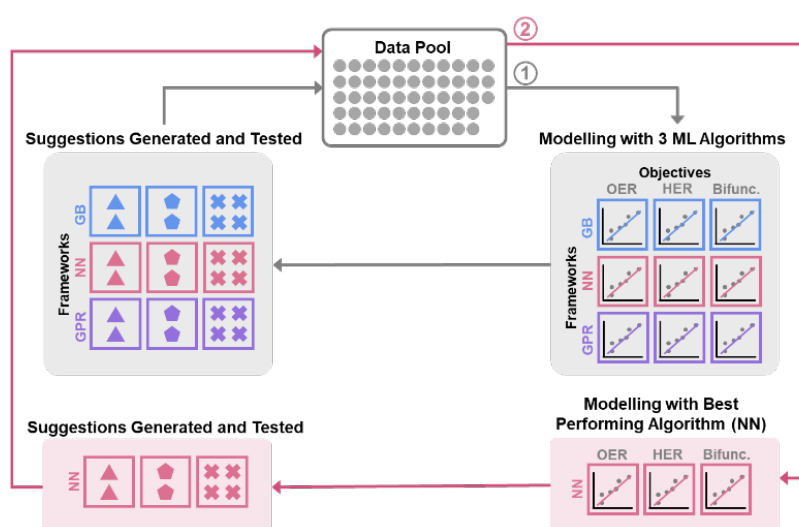 ②
Data Pool
①
Suggestions Generated and Tested
Modelling with 3 ML Algorithms
Objectives
OER HER Bifunc.
Frameworks
GB
NN
GPR
Frameworks
GB
NN
GPR
Suggestions Generated and Tested
Modelling with Best
Performing Algorithm (NN)
OER HER Bifunc.
NN
NN